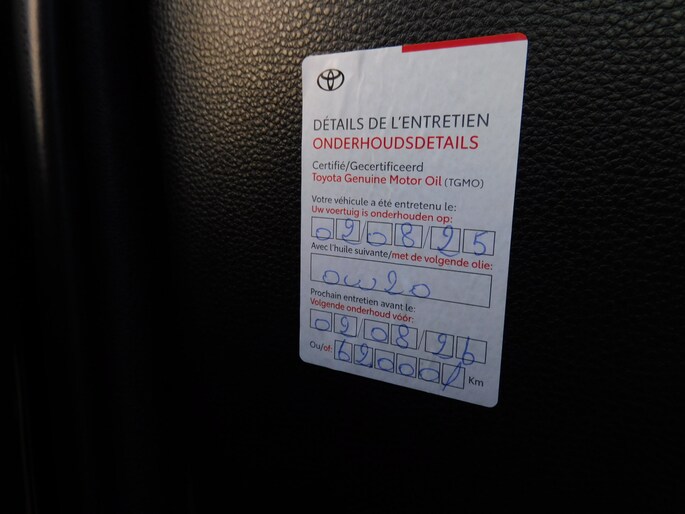 DÉTAILS DE L'ENTRETIEN
ONDERHOUDSDETAILS
Certifié/Gecertificeerd
Toyota Genuine Motor Oil (TGMO)
Votre véhicule a été entretenu le:
Uw voertuig is onderhouden op:
02/08/25
Avec l'huile suivante/met de volgende olie:
0w20
Prochain entretien avant le:
Volgende onderhoud vóór:
02/08/26
Ou/of: 62000/ Km